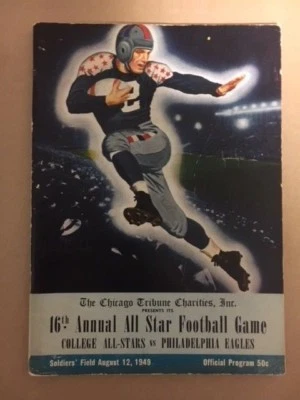 2
The Chicago Tribune Charities, Inc.
PRESENTS ITS
16th Annual All Star Football Game
COLLEGE ALL-STARS vs PHILADELPHIA EAGLES
Soldiers' Field August 12, 1949 Official Program 50c